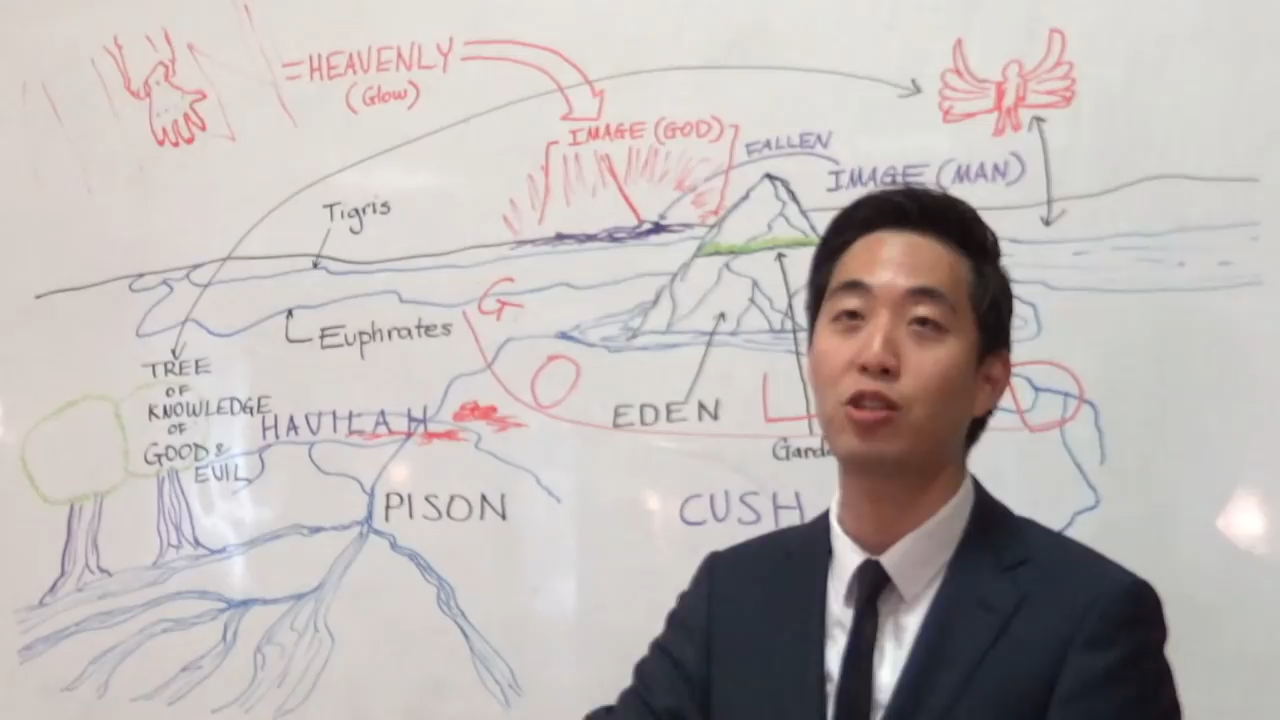 = HEAVENLY
(Glow)
IMAGE (GOD)
FALLEN
IMAGE (MAN)
Tigris
G
Euphrates
O
L
TREE
OF
KNOWLEDGE
OF
GOOD &
EVIL
HAVILAH
EDEN
PISON
CUSH